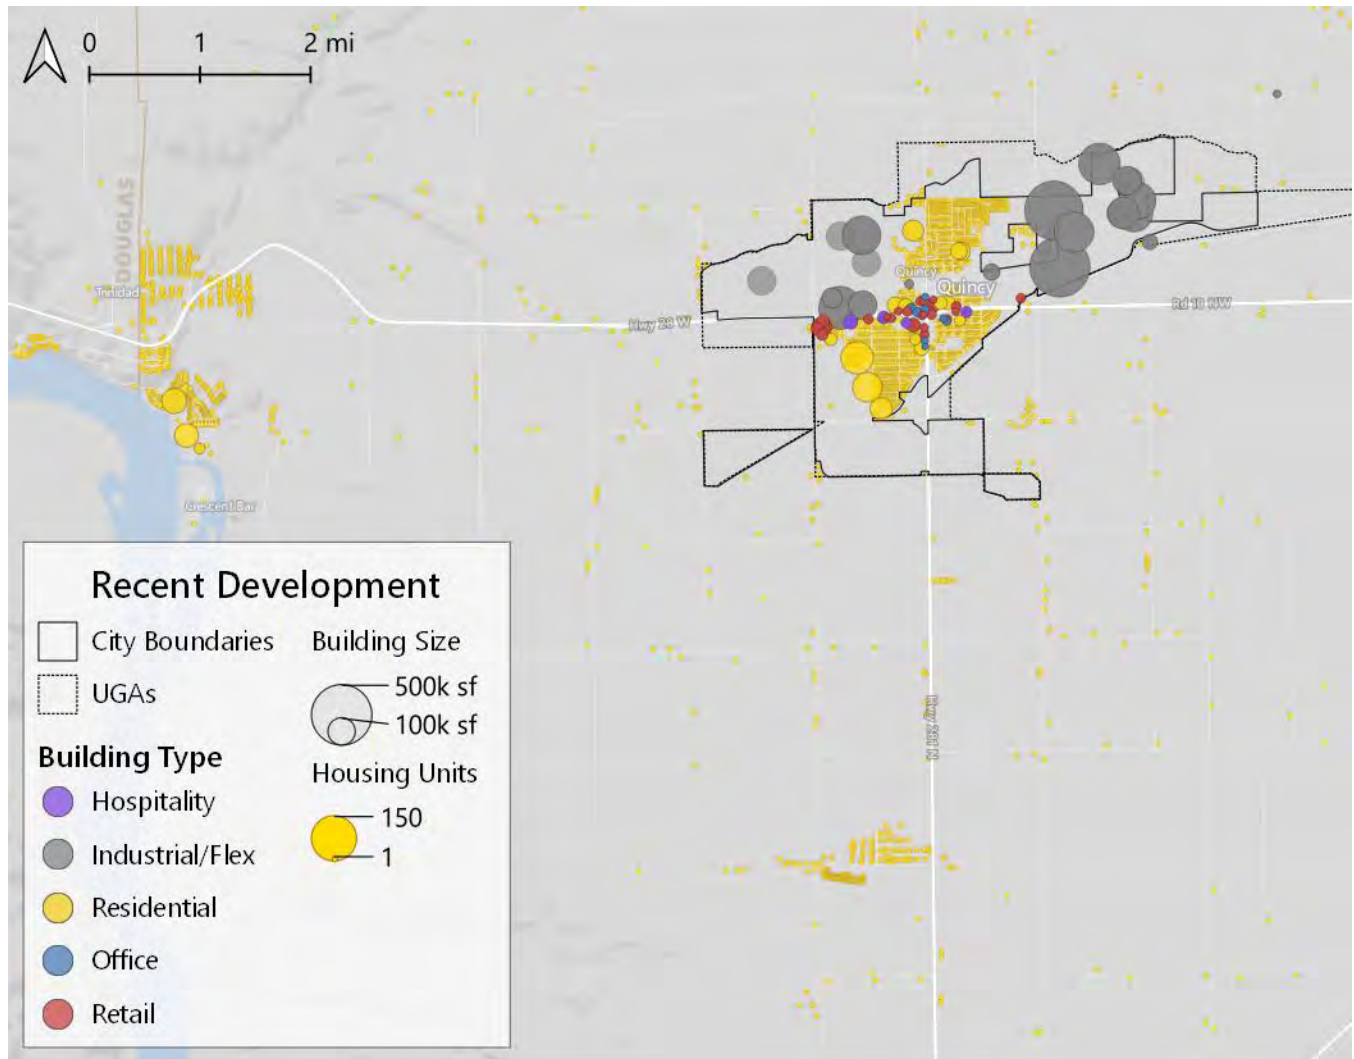 0 1 2 mi
DOUGLAS
Trinidad
Quincy
Quincy
Hwy 28 W
Rd 10 NW
Crescent Bar
Hwy 281 N
Recent Development
City Boundaries
UGAs
Building Type
Hospitality
Industrial/Flex
Residential
Office
Retail
Building Size
500k sf
100k sf
Housing Units
150
1